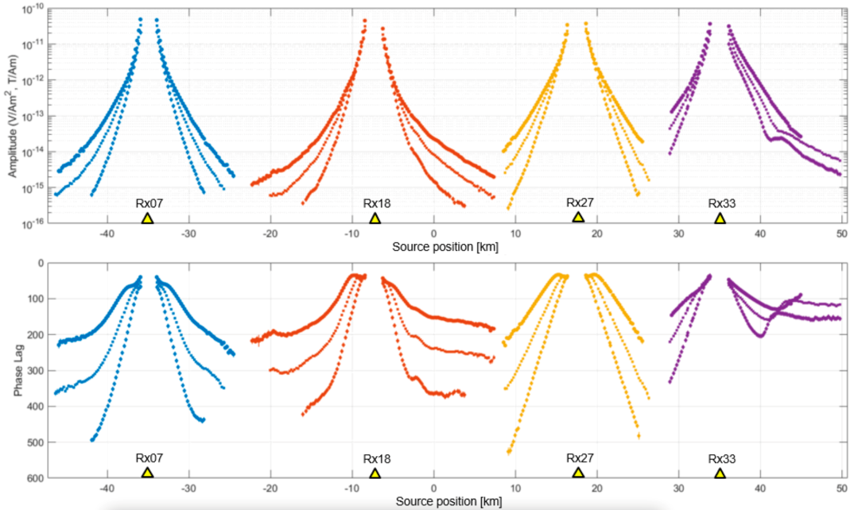 10⁻¹⁰
10⁻¹¹
10⁻¹²
10⁻¹³
10⁻¹⁴
10⁻¹⁵
10⁻¹⁶
Amplitude (V/Am², T/Am)
Rx07 Rx18 Rx27 Rx33
-40 -30 -20 -10 0 10 20 30 40 50
Source position [km]
0
100
200
300
400
500
600
Phase Lag
Rx07 Rx18 Rx27 Rx33
-40 -30 -20 -10 0 10 20 30 40 50
Source position [km]